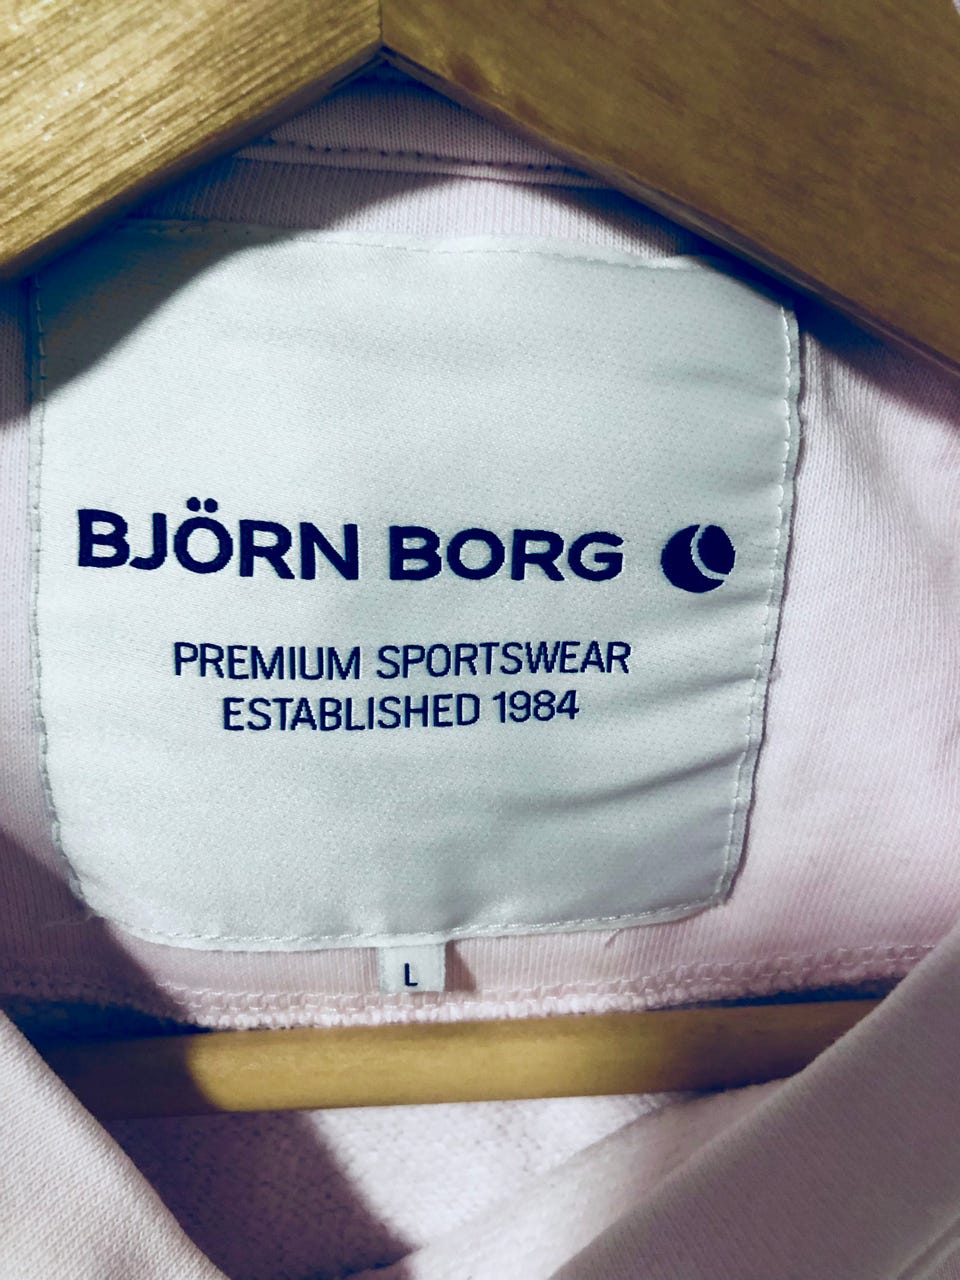 BJÖRN BORG
PREMIUM SPORTSWEAR
ESTABLISHED 1984
L